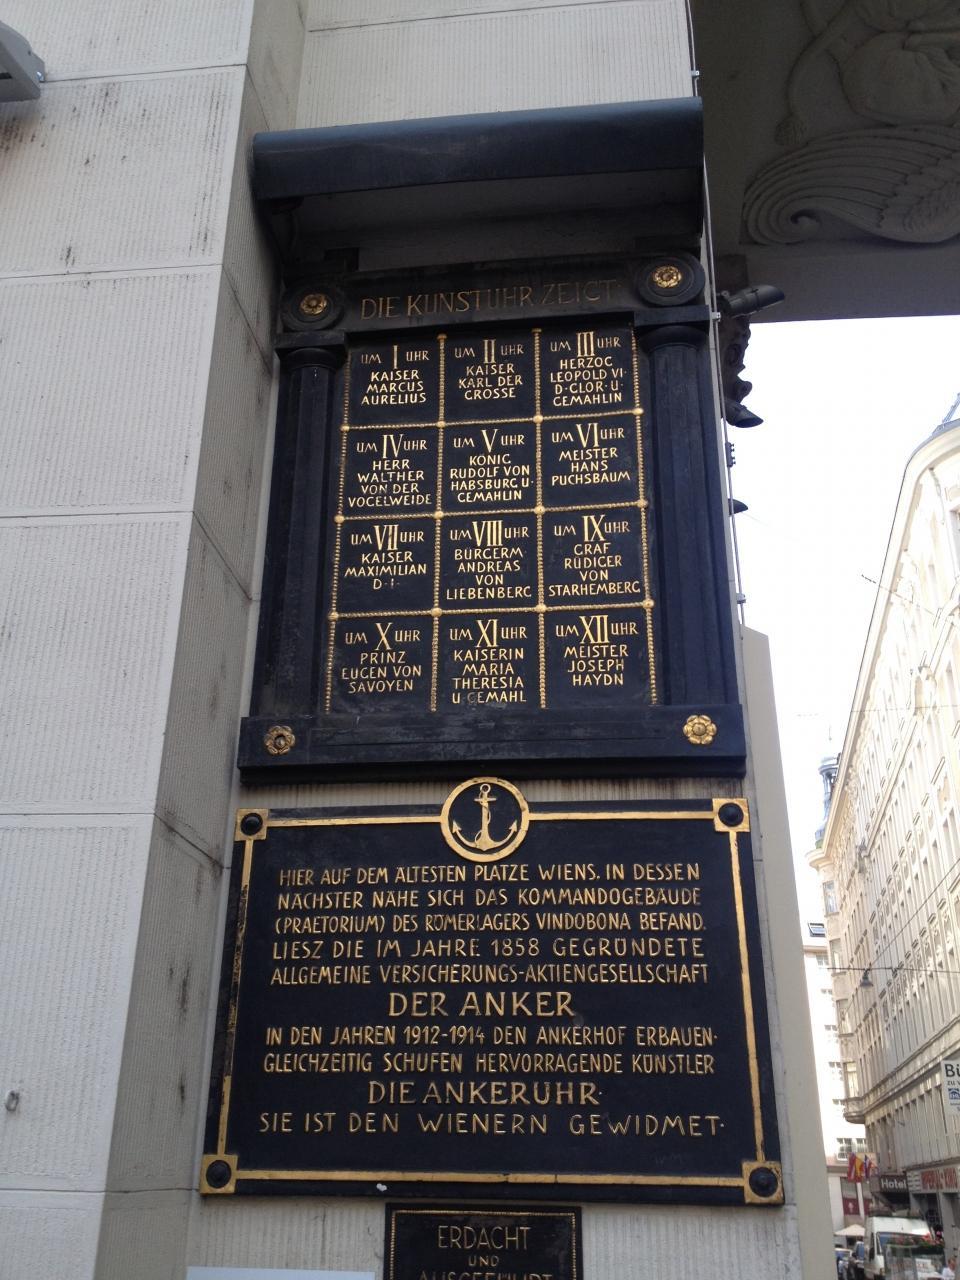 DIE KUNSTUHR ZEIGT·
UM I UHR
KAISER
MARCUS
AURELIUS
UM II UHR
KAISER
KARL DER
GROSSE
UM III UHR
HERZOG
LEOPOLD VI
D·GLOR·U·
GEMAHLIN
UM IV UHR
HERR
WALTHER
VON DER
VOGELWEIDE
UM V UHR
KÖNIG
RUDOLF VON
HABSBURG U·
GEMAHLIN
UM VI UHR
MEISTER
HANS
PUCHSBAUM
UM VII UHR
KAISER
MAXIMILIAN
D·I·
UM VIII UHR
BÜRGERM
ANDREAS
VON
LIEBENBERG
UM IX UHR
GRAF
RÜDIGER
VON
STARHEMBERG
UM X UHR
PRINZ
EUGEN VON
SAVOYEN
UM XI UHR
KAISERIN
MARIA
THERESIA
U·GEMAHL
UM XII UHR
MEISTER
JOSEPH
HAYDN
HIER AUF DEM ÄLTESTEN PLATZE WIENS, IN DESSEN
NÄCHSTER NÄHE SICH DAS KOMMANDOGEBÄUDE
(PRAETORIUM) DES RÖMERLAGERS VINDOBONA BEFAND,
LIESZ DIE IM JAHRE 1858 GEGRÜNDETE
ALLGEMEINE VERSICHERUNGS-AKTIENGESELLSCHAFT
DER ANKER
IN DEN JAHREN 1912-1914 DEN ANKERHOF ERBAUEN·
GLEICHZEITIG SCHUFEN HERVORRAGENDE KÜNSTLER
DIE ANKERUHR·
SIE IST DEN WIENERN GEWIDMET·
ERDACHT
UND
AUSGEFÜHRT
Hotel